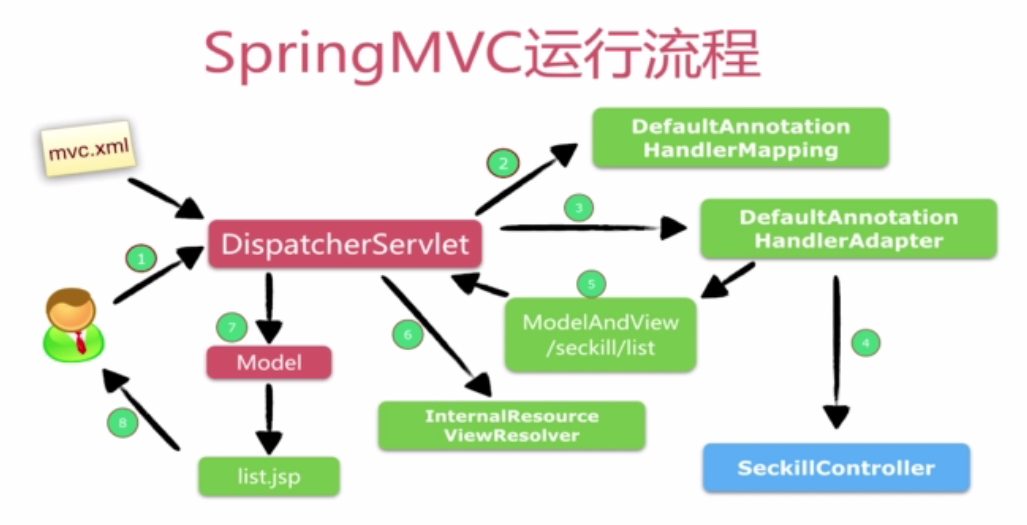 SpringMVC运行流程
mvc.xml
DefaultAnnotation
HandlerMapping
2
3
DefaultAnnotation
HandlerAdapter
DispatcherServlet
1
5
ModelAndView
/seckill/list
7
6
4
Model
InternalResource
ViewResolver
8
list.jsp
SeckillController